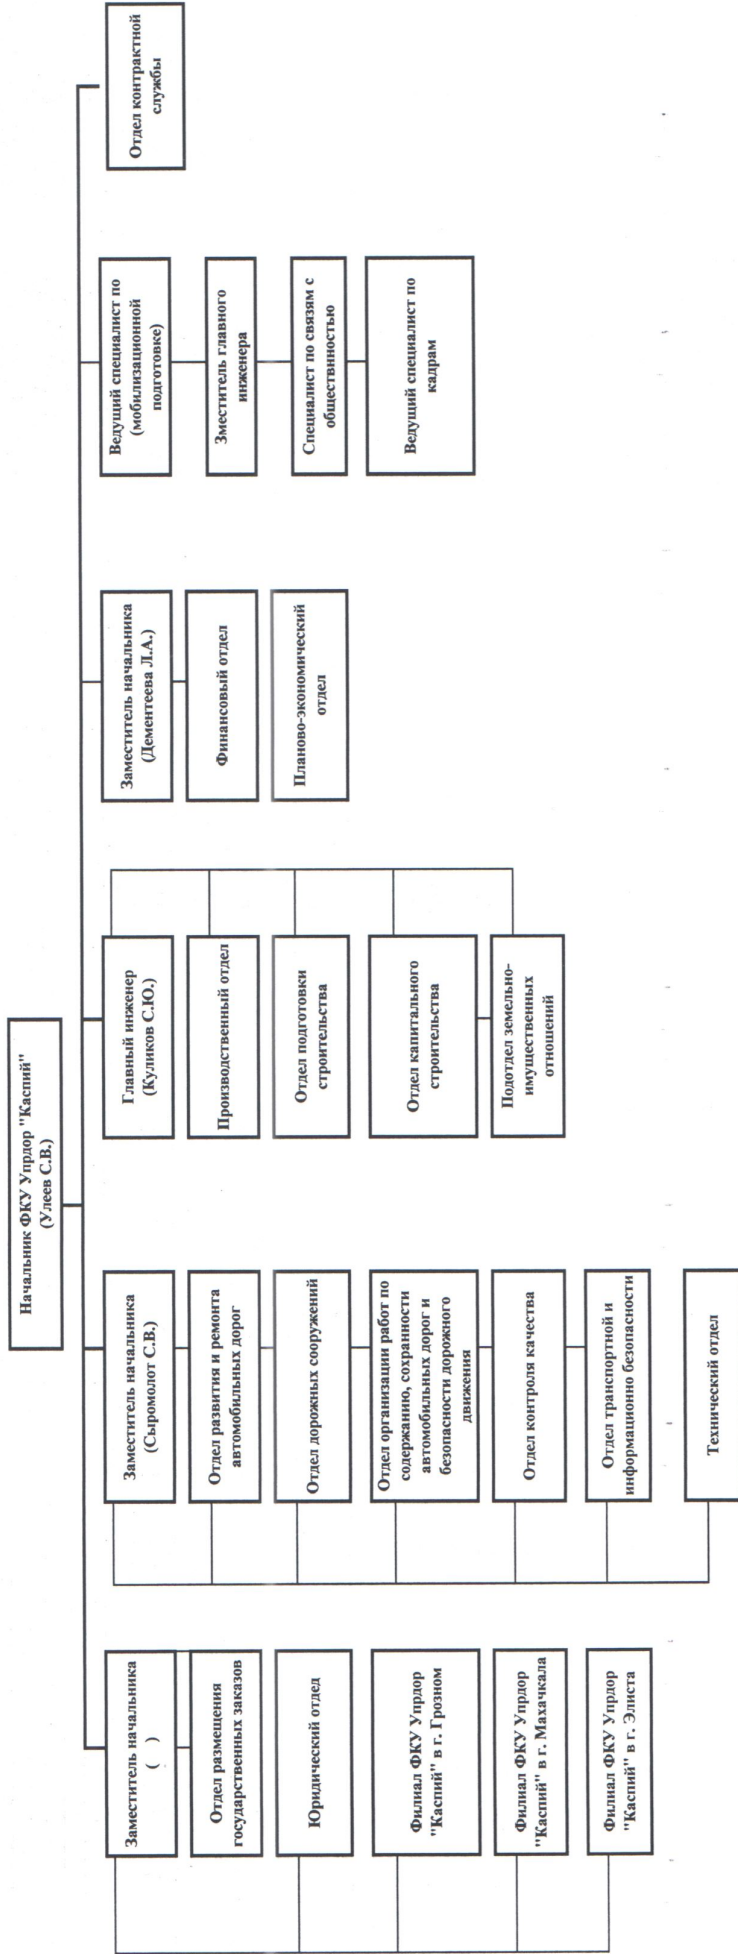 Начальник ФКУ Упрдор "Каспий"
(Улеев С.В.)
Заместитель начальника
( )
Отдел размещения
государственных заказов
Юридический отдед
Филиал ФКУ Упрдор
"Каспий" в г. Грозном
Филиал ФКУ Упрдор
"Каспий" в г. Махачкала
Филиал ФКУ Упрдор
"Каспий" в г. Элиста
Заместитель начальника
(Сыромолот С.В.)
Отдел развития и ремонта
автомобильных дорог
Отдел дорожных сооружений
Отдел организации работ по
содержанию, сохранности
автомобильных дорог и
безопасности дорожного
движения
Отдел контроля качества
Отдел транспортной и
информационно безопасности
Технический отдел
Главный инженер
(Куликов С.Ю.)
Производственный отдел
Отдел подготовки
строительства
Отдел капитального
строительства
Подотдел земельно-
имущественных
отношений
Заместитель начальника
(Дементеева Л.А.)
Финансовый отдел
Планово-экономический
отдел
Ведущий специалист по
(мобилизационной
подготовке)
Зместитель главного
инженера
Специалист по связям с
обществнностью
Ведущий специалист по
кадрам
Отдел контрактной
службы